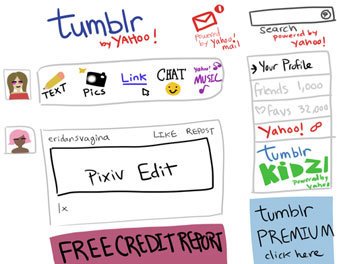 tumblr
by YAHOO!
1
Powered
by Yahoo!
mail
search
powered by
Yahoo!
TEXT
Pics
Link
CHAT
Yahoo!
MUSIC
→ Your Profile
friends 1,000
♡ favs 32,000
Yahoo! ∞
tumblr
KiDZ!
powered by
Yahoo
eridansvagina LIKE REPOST
Pixiv Edit
1x
FREE CREDIT REPORT
tumblr
PREMIUM
click here